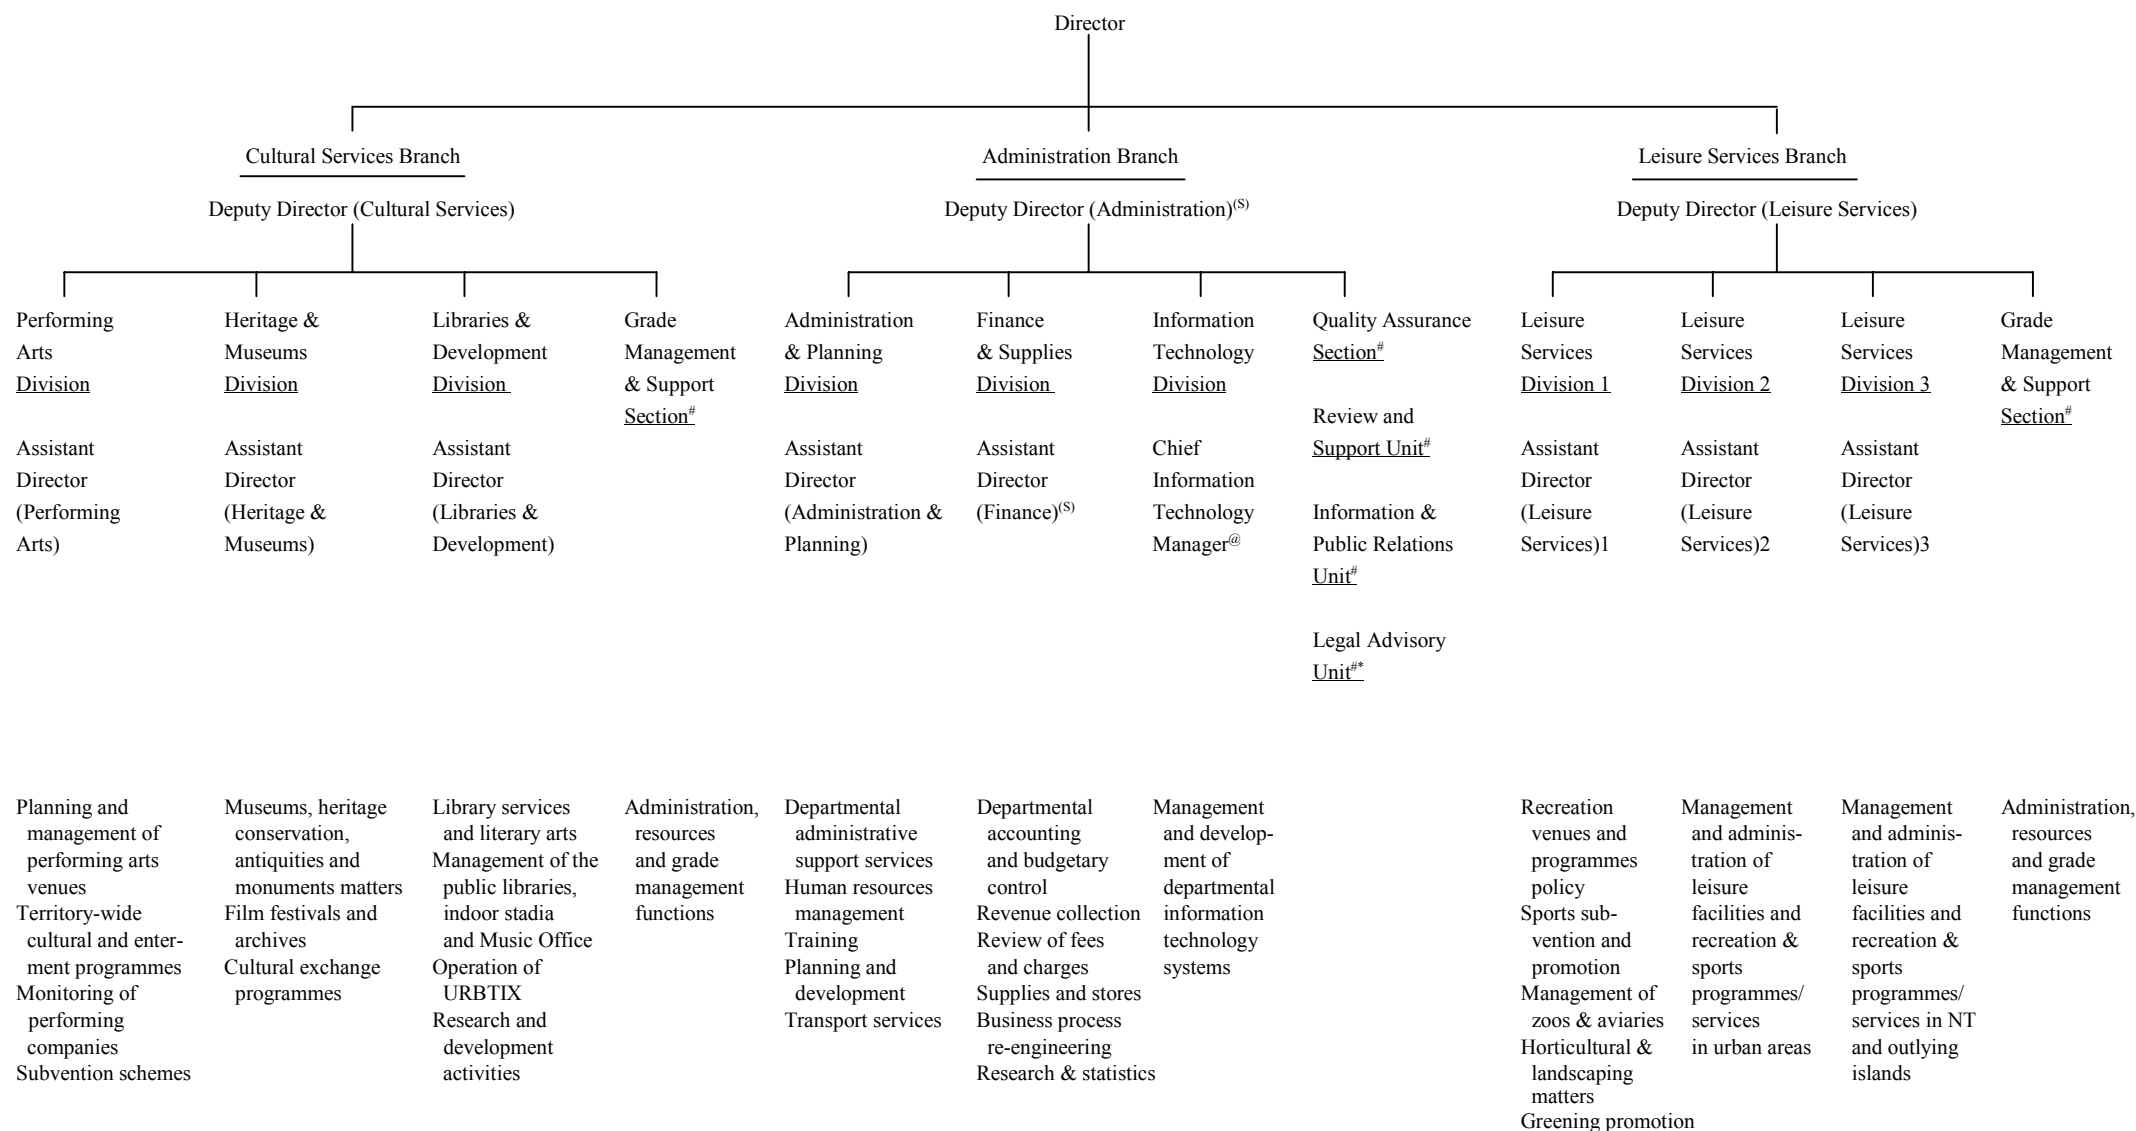 Director
Cultural Services Branch
Deputy Director (Cultural Services)
Administration Branch
Deputy Director (Administration)(S)
Leisure Services Branch
Deputy Director (Leisure Services)
Performing
Arts
Division
Assistant
Director
(Performing
Arts)
Planning and
management of
performing arts
venues
Territory-wide
cultural and enter-
ment programmes
Monitoring of
performing
companies
Subvention schemes
Heritage &
Museums
Division
Assistant
Director
(Heritage &
Museums)
Museums, heritage
conservation,
antiquities and
monuments matters
Film festivals and
archives
Cultural exchange
programmes
Libraries &
Development
Division
Assistant
Director
(Libraries &
Development)
Library services
and literary arts
Management of the
public libraries,
indoor stadia
and Music Office
Operation of
URBTIX
Research and
development
activities
Grade
Management
& Support
Section#
Administration,
resources
and grade
management
functions
Administration
& Planning
Division
Assistant
Director
(Administration &
Planning)
Departmental
administrative
support services
Human resources
management
Training
Planning and
development
Transport services
Finance
& Supplies
Division
Assistant
Director
(Finance)(S)
Departmental
accounting
and budgetary
control
Revenue collection
Review of fees
and charges
Supplies and stores
Business process
re-engineering
Research & statistics
Information
Technology
Division
Chief
Information
Technology
Manager@
Management
and develop-
ment of
departmental
information
technology
systems
Quality Assurance
Section#
Review and
Support Unit#
Information &
Public Relations
Unit#
Legal Advisory
Unit#*
Leisure
Services
Division 1
Assistant
Director
(Leisure
Services)1
Recreation
venues and
programmes
policy
Sports sub-
vention and
promotion
Management of
zoos & aviaries
Horticultural &
landscaping
matters
Greening promotion
Leisure
Services
Division 2
Assistant
Director
(Leisure
Services)2
Management
and adminis-
tration of
leisure
facilities and
recreation &
sports
programmes/
services
in urban areas
Leisure
Services
Division 3
Assistant
Director
(Leisure
Services)3
Management
and adminis-
tration of
leisure
facilities and
recreation &
sports
programmes/
services in NT
and outlying
islands
Grade
Management
& Support
Section#
Administration,
resources
and grade
management
functions